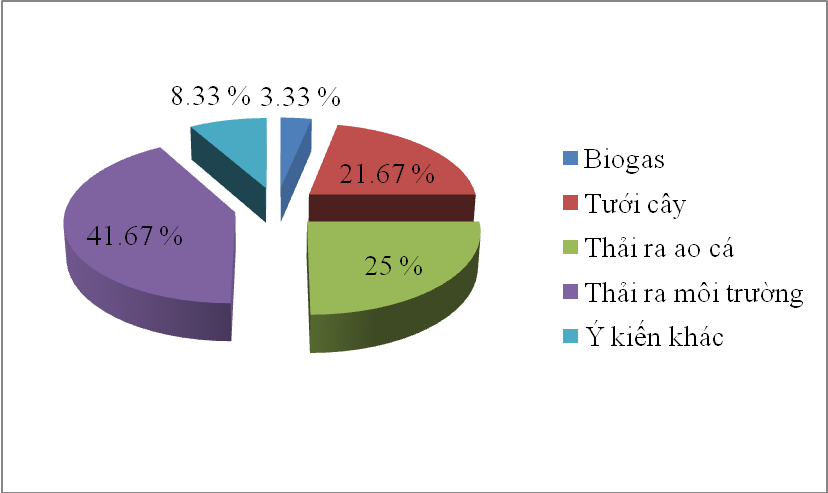 8.33 % 3.33 %
21.67 %
41.67 %
25 %
Biogas
Tưới cây
Thải ra ao cá
Thải ra môi trường
Ý kiến khác